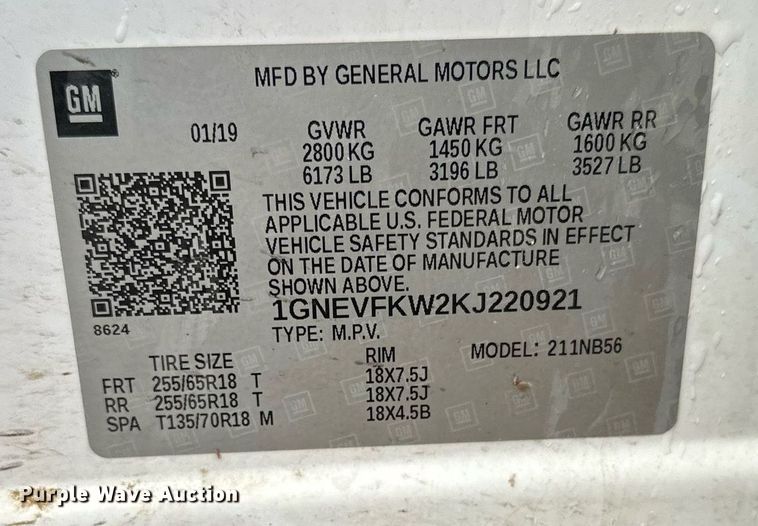 GM
MFD BY GENERAL MOTORS LLC
01/19 GVWR GAWR FRT GAWR RR
2800 KG 1450 KG 1600 KG
6173 LB 3196 LB 3527 LB
THIS VEHICLE CONFORMS TO ALL
APPLICABLE U.S. FEDERAL MOTOR
VEHICLE SAFETY STANDARDS IN EFFECT
ON THE DATE OF MANUFACTURE
SHOWN ABOVE.
8624
1GNEVFKW2KJ220921
TYPE: M.P.V.
TIRE SIZE RIM MODEL: 211NB56
FRT 255/65R18 T 18X7.5J
RR 255/65R18 T 18X7.5J
SPA T135/70R18 M 18X4.5B
Purple Wave Auction